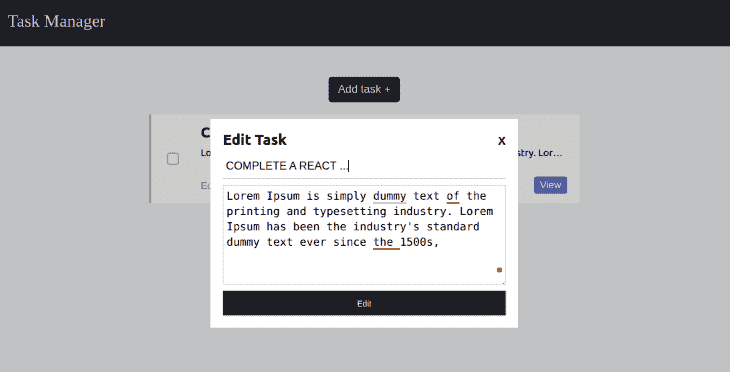 Task Manager
Add task +
Edit Task
X
COMPLETE A REACT ...
Lorem Ipsum is simply dummy text of the
printing and typesetting industry. Lorem
Ipsum has been the industry's standard
dummy text ever since the 1500s,
Edit
C
Lo
stry. Lor...
View